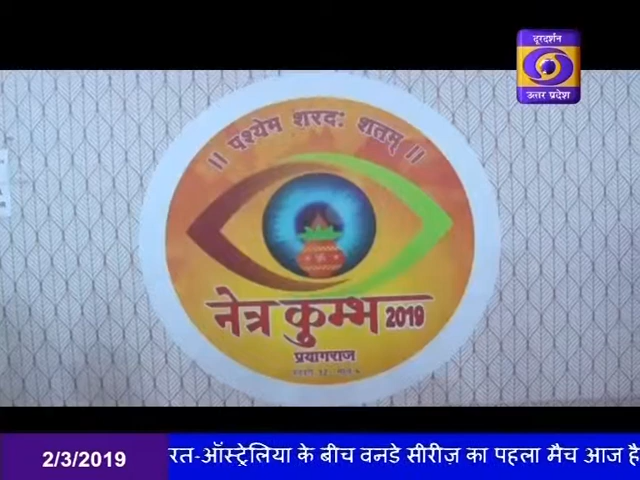 दूरदर्शन
उत्तर प्रदेश
॥ पश्येम शरदः शतम् ॥
नेत्र कुम्भ 2019
प्रयागराज
2/3/2019
रत-ऑस्ट्रेलिया के बीच वनडे सीरीज़ का पहला मैच आज है